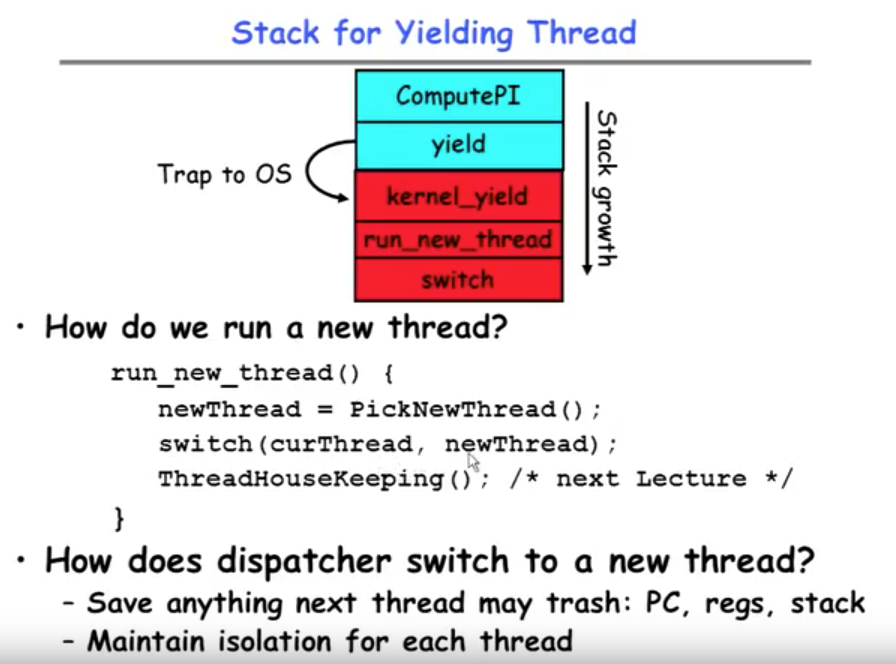 Stack for Yielding Thread
ComputePI
yield
Trap to OS
kernel_yield
run_new_thread
switch
Stack growth
• How do we run a new thread?
run_new_thread() {
newThread = PickNewThread();
switch(curThread, newThread);
ThreadHouseKeeping(); /* next Lecture */
}
• How does dispatcher switch to a new thread?
– Save anything next thread may trash: PC, regs, stack
– Maintain isolation for each thread